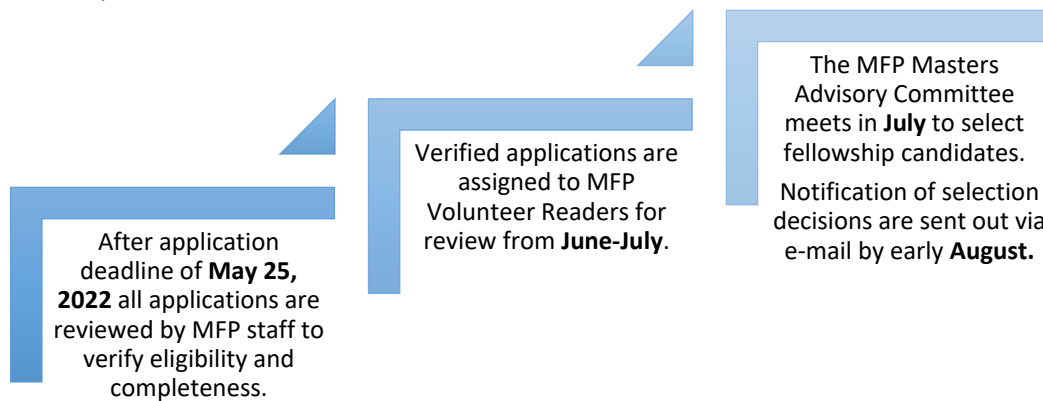 After application
deadline of May 25,
2022 all applications are
reviewed by MFP staff to
verify eligibility and
completeness.
Verified applications are
assigned to MFP
Volunteer Readers for
review from June-July.
The MFP Masters
Advisory Committee
meets in July to select
fellowship candidates.
Notification of selection
decisions are sent out via
e-mail by early August.